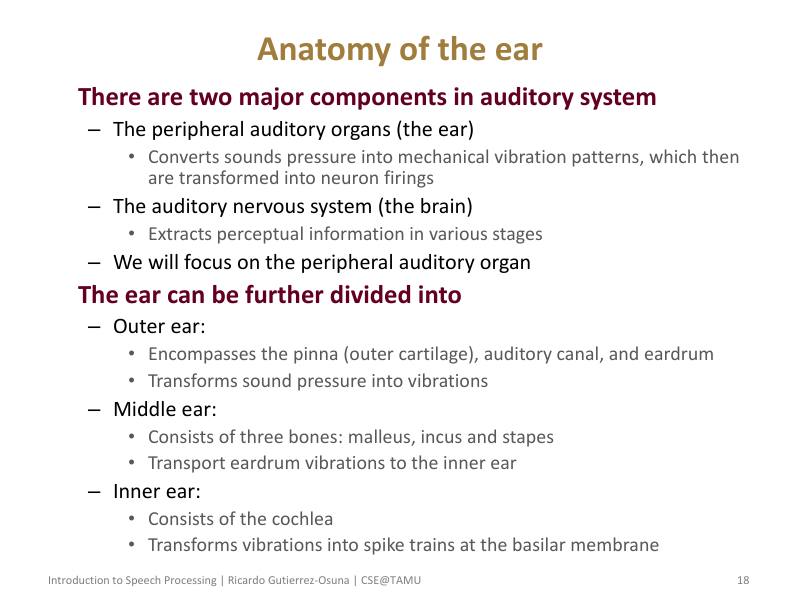 Anatomy of the ear
There are two major components in auditory system
– The peripheral auditory organs (the ear)
• Converts sounds pressure into mechanical vibration patterns, which then
are transformed into neuron firings
– The auditory nervous system (the brain)
• Extracts perceptual information in various stages
– We will focus on the peripheral auditory organ
The ear can be further divided into
– Outer ear:
• Encompasses the pinna (outer cartilage), auditory canal, and eardrum
• Transforms sound pressure into vibrations
– Middle ear:
• Consists of three bones: malleus, incus and stapes
• Transport eardrum vibrations to the inner ear
– Inner ear:
• Consists of the cochlea
• Transforms vibrations into spike trains at the basilar membrane
Introduction to Speech Processing | Ricardo Gutierrez-Osuna | CSE@TAMU 18